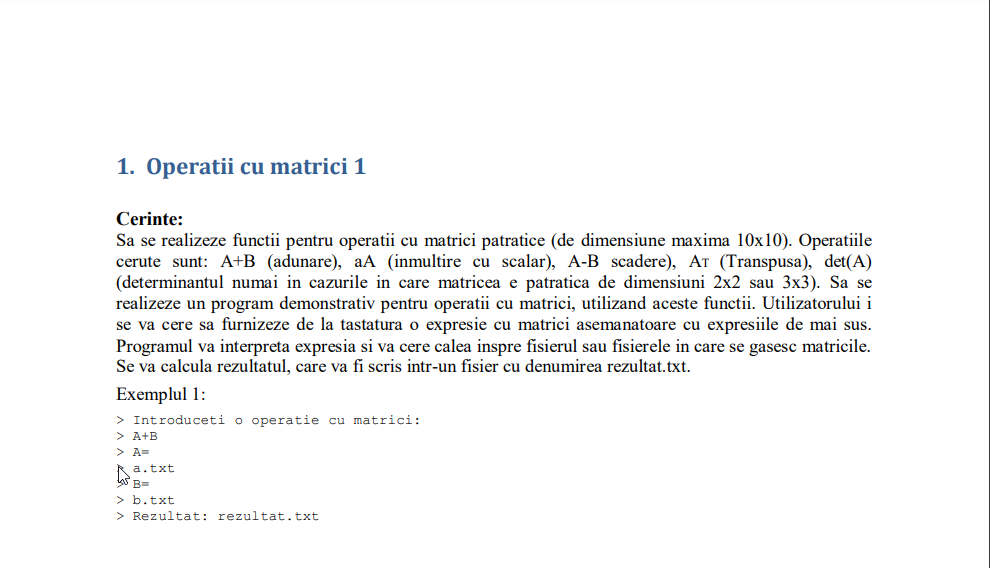 1. Operatii cu matrici 1
Cerinte:
Sa se realizeze functii pentru operatii cu matrici patratice (de dimensiune maxima 10x10). Operatiile
cerute sunt: A+B (adunare), aA (inmultire cu scalar), A-B scadere), AT (Transpusa), det(A)
(determinantul numai in cazurile in care matricea e patratica de dimensiuni 2x2 sau 3x3). Sa se
realizeze un program demonstrativ pentru operatii cu matrici, utilizand aceste functii. Utilizatorului i
se va cere sa furnizeze de la tastatura o expresie cu matrici asemanatoare cu expresiile de mai sus.
Programul va interpreta expresia si va cere calea inspre fisierul sau fisierele in care se gasesc matricile.
Se va calcula rezultatul, care va fi scris intr-un fisier cu denumirea rezultat.txt.
Exemplul 1:
> Introduceti o operatie cu matrici:
> A+B
> A=
> a.txt
> B=
> b.txt
> Rezultat: rezultat.txt